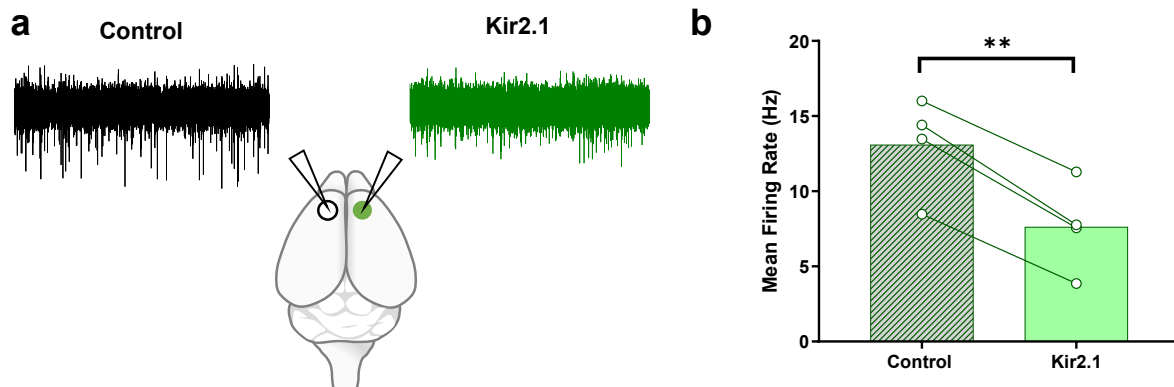 a
Control
Kir2.1
b
Mean Firing Rate (Hz)
20
15
10
5
0
**
Control
Kir2.1